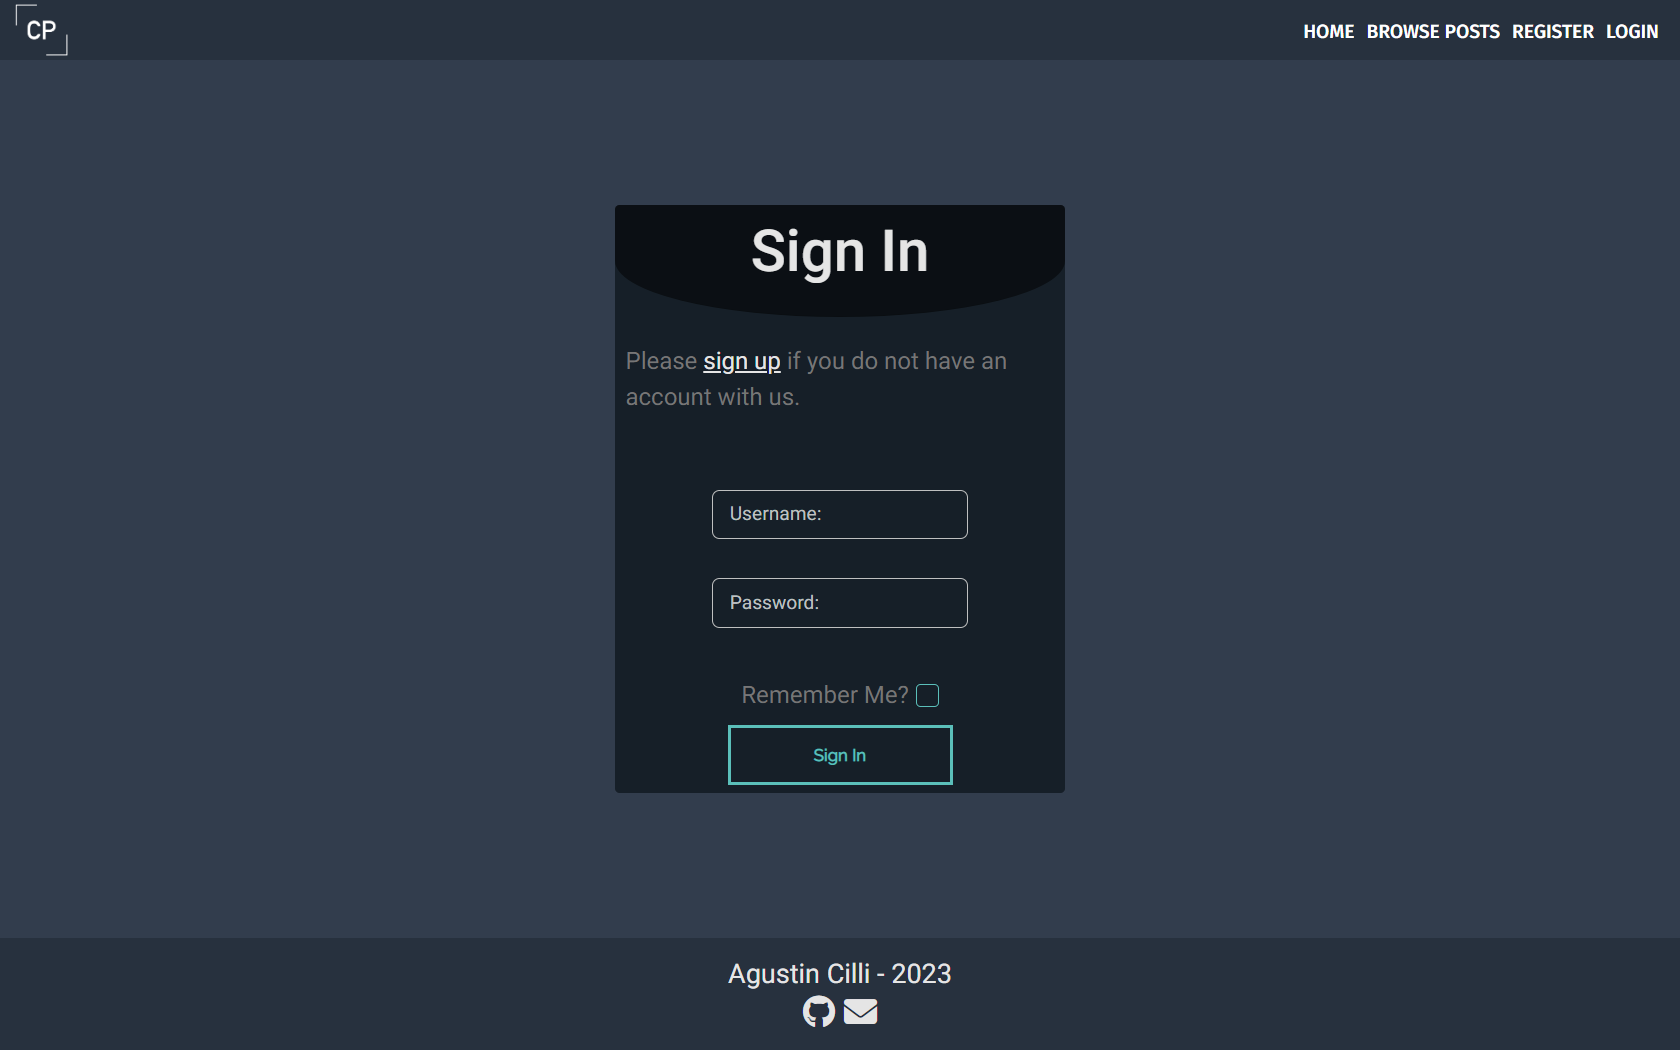 CP
HOME BROWSE POSTS REGISTER LOGIN
Sign In
Please sign up if you do not have an
account with us.
Username:
Password:
Remember Me?
Sign In
Agustin Cilli - 2023